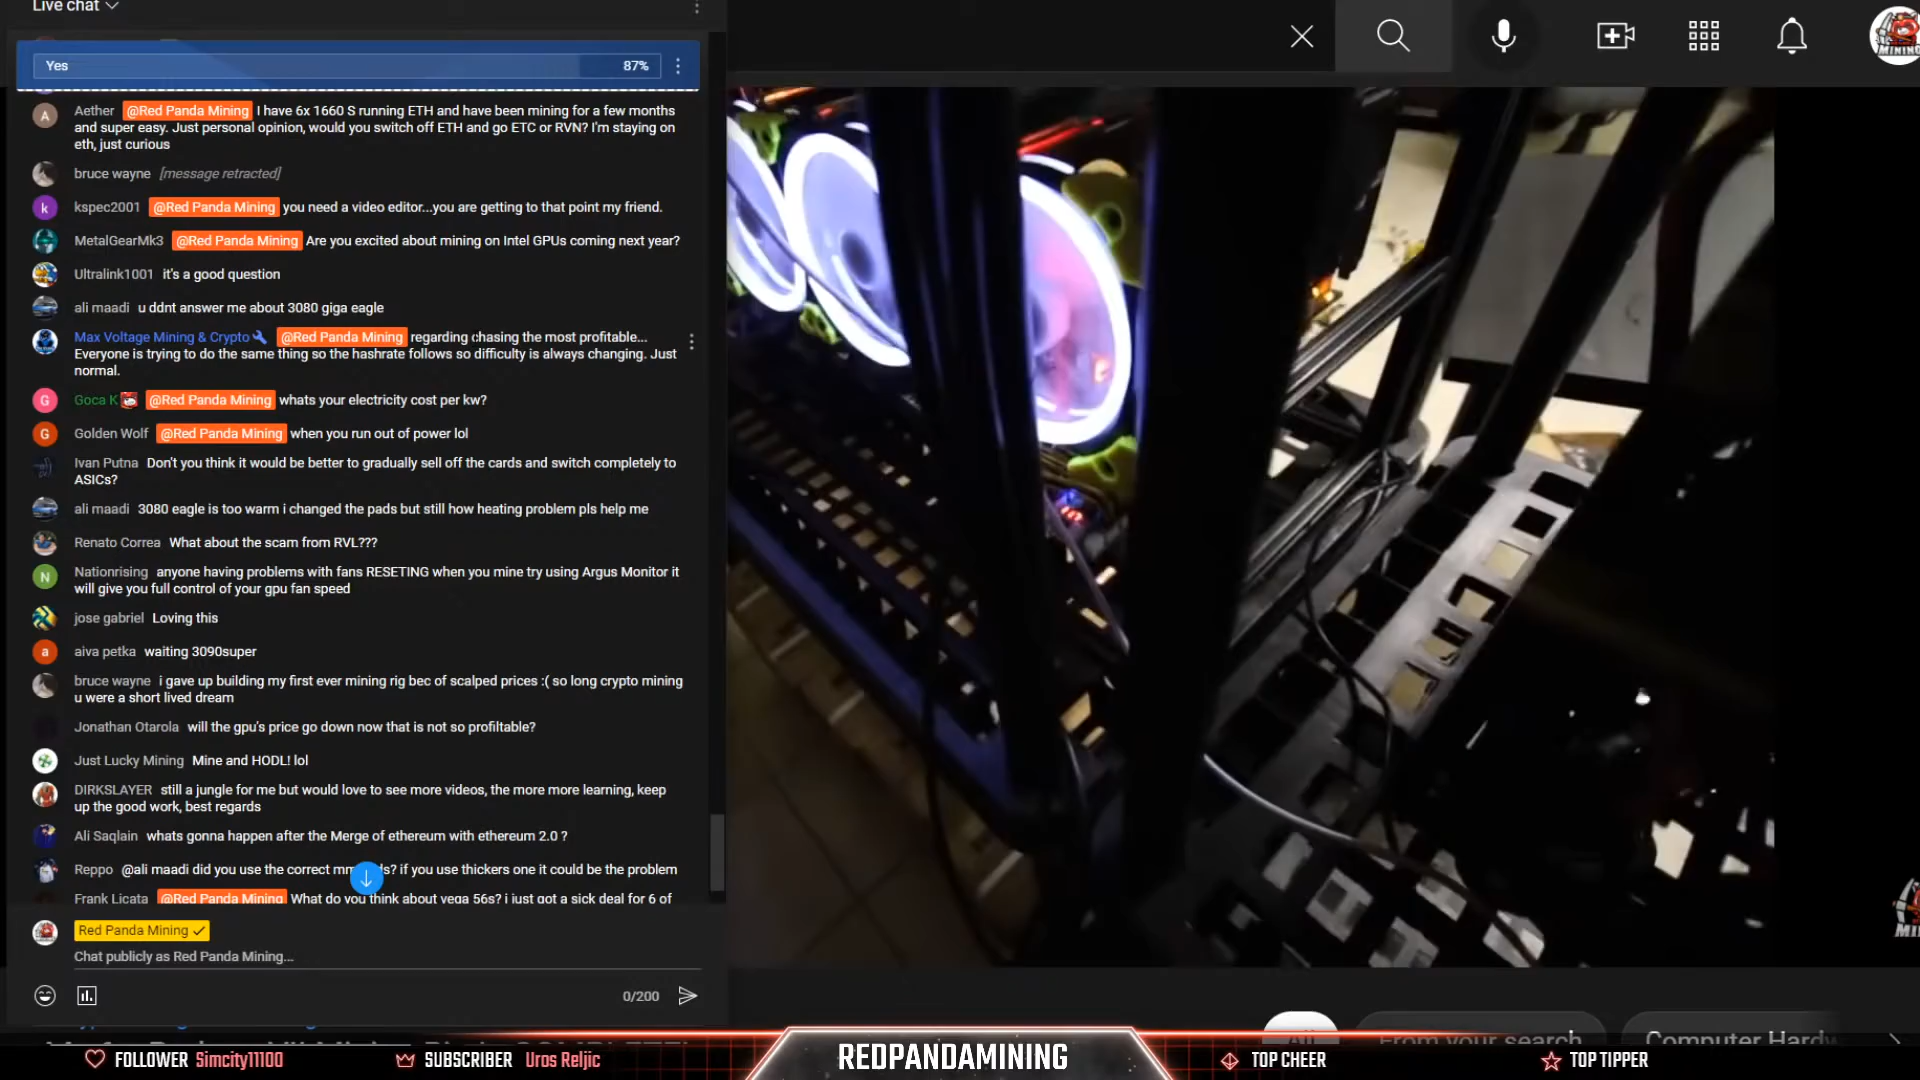 Live chat
Yes 87%
Aether @Red Panda Mining I have 6x 1660 S running ETH and have been mining for a few months
and super easy. Just personal opinion, would you switch off ETH and go ETC or RVN? I'm staying on
eth, just curious
bruce wayne [message retracted]
kspec2001 @Red Panda Mining you need a video editor...you are getting to that point my friend.
MetalGearMk3 @Red Panda Mining Are you excited about mining on Intel GPUs coming next year?
Ultralink1001 it's a good question
ali maadi u ddnt answer me about 3080 giga eagle
Max Voltage Mining & Crypto @Red Panda Mining regarding chasing the most profitable...
Everyone is trying to do the same thing so the hashrate follows so difficulty is always changing. Just
normal.
G Goca K @Red Panda Mining whats your electricity cost per kw?
G Golden Wolf @Red Panda Mining when you run out of power lol
Ivan Putna Don't you think it would be better to gradually sell off the cards and switch completely to
ASICs?
ali maadi 3080 eagle is too warm i changed the pads but still how heating problem pls help me
Renato Correa What about the scam from RVL???
N Nationrising anyone having problems with fans RESETING when you mine try using Argus Monitor it
will give you full control of your gpu fan speed
jose gabriel Loving this
a aiva petka waiting 3090super
bruce wayne i gave up building my first ever mining rig bec of scalped prices :( so long crypto mining
u were a short lived dream
Jonathan Otarola will the gpu's price go down now that is not so profiltable?
Just Lucky Mining Mine and HODL! lol
DIRKSLAYER still a jungle for me but would love to see more videos, the more more learning, keep
up the good work, best regards
Ali Saqlain whats gonna happen after the Merge of ethereum with ethereum 2.0 ?
Reppo @ali maadi did you use the correct mm ds? if you use thickers one it could be the problem
Frank Licata @Red Panda Mining What do you think about vega 56s? i just got a sick deal for 6 of
Red Panda Mining
Chat publicly as Red Panda Mining...
0/200
MINING
All From your search Computer Hardw
FOLLOWER Simcity11100 SUBSCRIBER Uros Reljic REDPANDAMINING TOP CHEER TOP TIPPER